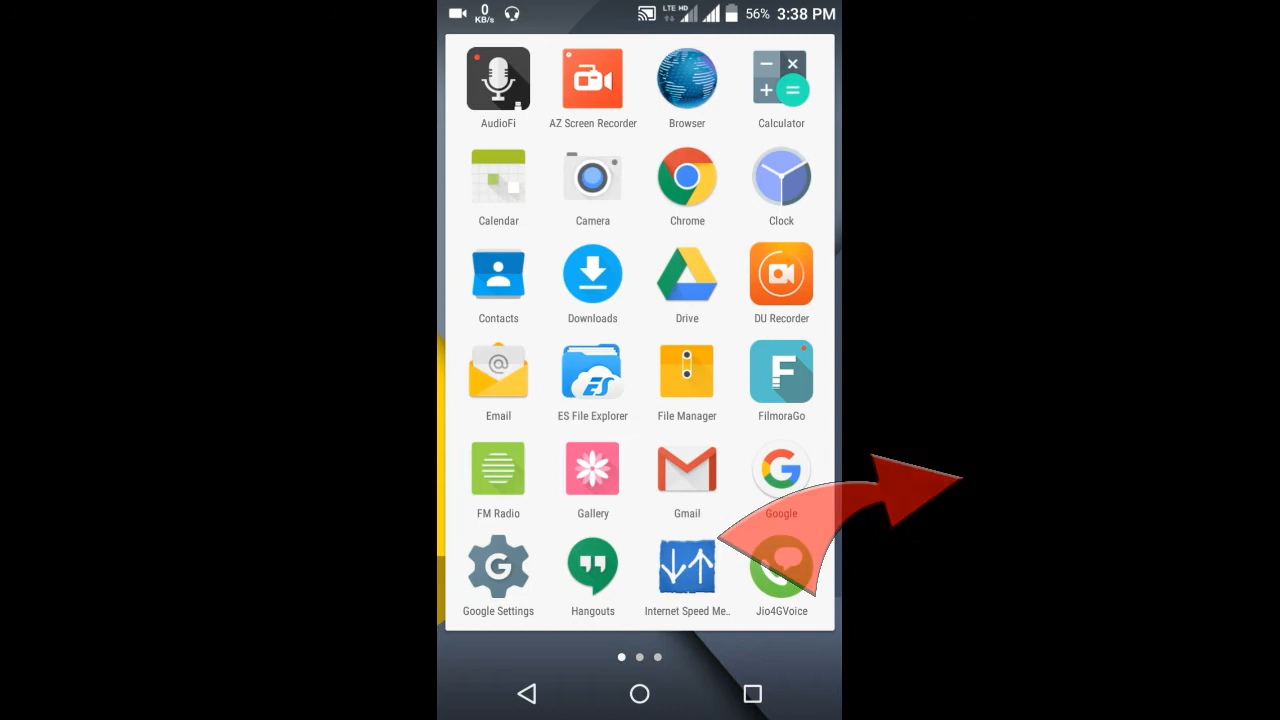 0 KB/s LTE HD 56% 3:38 PM
AudioFi AZ Screen Recorder Browser Calculator
Calendar Camera Chrome Clock
Contacts Downloads Drive DU Recorder
@
ES
F
Email ES File Explorer File Manager FilmoraGo
G
FM Radio Gallery Gmail Google
G
Google Settings Hangouts Internet Speed Me.. Jio4GVoice